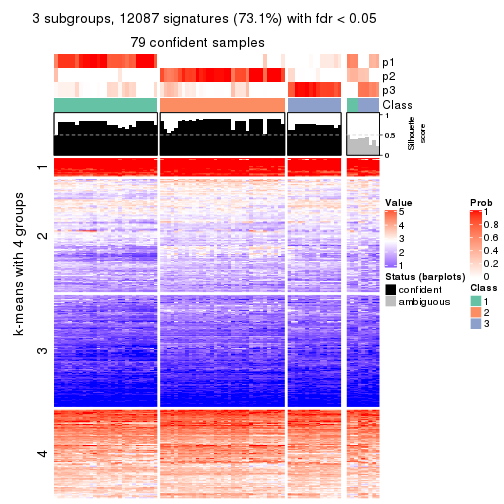 3 subgroups, 12087 signatures (73.1%) with fdr < 0.05
79 confident samples
p1
p2
p3
Class
1
0.5
0
Silhouette
score
k-means with 4 groups
1
2
3
4
Value
5
4
3
2
1
Status (barplots)
confident
ambiguous
Prob
1
0.8
0.6
0.4
0.2
0
Class
1
2
3